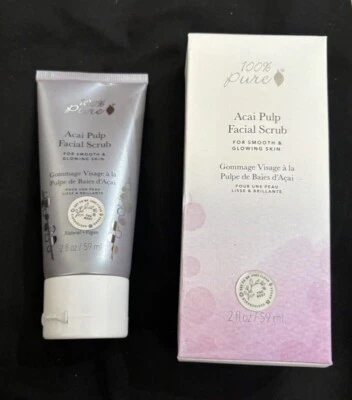 100%
pure
Acai Pulp
Facial Scrub
FOR SMOOTH &
GLOWING SKIN
Gommage Visage à la
Pulpe de Baies d'Açai
POUR UNE PEAU
LISSE & BRILLANTE
2 fl oz / 59 ml
100%
pure
Acai Pulp
Facial Scrub
FOR SMOOTH &
GLOWING SKIN
Gommage Visage à la
Pulpe de Baies d'Açai
POUR UNE PEAU
LISSE & BRILLANTE
2 fl oz / 59 ml